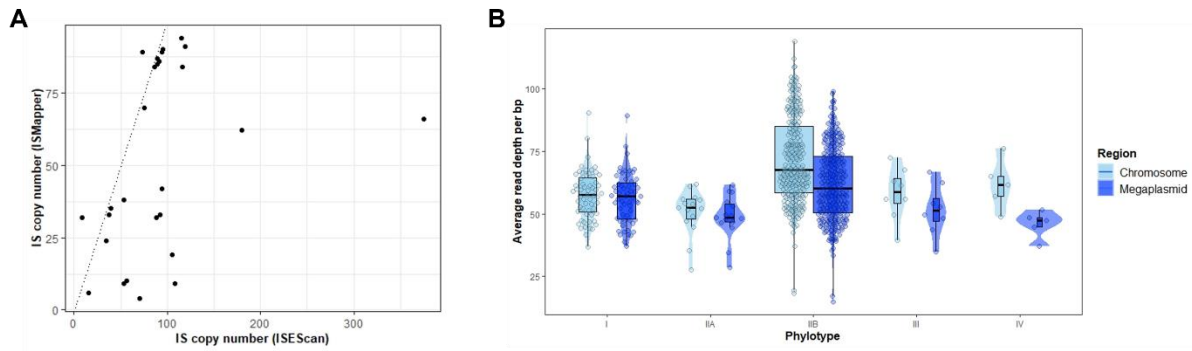 A
IS copy number (ISMapper)
75
50
25
0
0
100
200
300
IS copy number (ISEScan)
B
Average read depth per bp
100
75
50
25
I
IIA
IIB
III
IV
Phylotype
Region
Chromosome
Megaplasmid